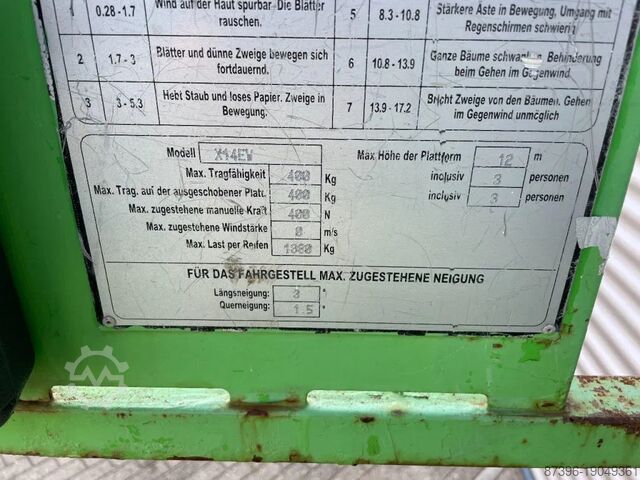 1 0.28 - 1.7 Wind auf der Haut spürbar. Die Blätter rauschen. 5 8.3 - 10.8 Stärkere Äste in Bewegung, Umgang mit Regenschirmen schwierig
2 1.7 - 3 Blätter und dünne Zweige bewegen sich fortdauernd. 6 10.8 - 13.9 Ganze Bäume schwanken. Behinderung beim Gehen im Gegenwind
3 3 - 5.3 Hebt Staub und loses Papier. Zweige in Bewegung. 7 13.9 - 17.2 Bricht Zweige von den Bäumen. Gehen im Gegenwind unmöglich
Modell X14EW Max Höhe der Plattform 12 m
Max. Tragfähigkeit 400 Kg inclusiv 3 personen
Max. Trag. auf der ausgeschobener Platt. 400 Kg inclusiv 3 personen
Max. zugestehene manuelle Kraft 400 N
Max. zugestehene Windstärke 0 m/s
Max. Last per Reifen 1380 Kg
FÜR DAS FAHRGESTELL MAX. ZUGESTEHENE NEIGUNG
Längsneigung: 3 °
Querneigung: 1.5 °
87396-19049361